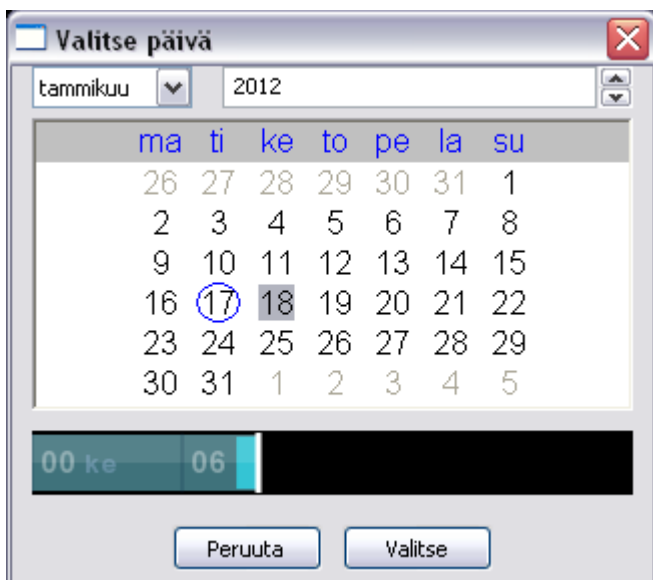 Valitse päivä
tammikuu 2012
ma ti ke to pe la su
26 27 28 29 30 31 1
2 3 4 5 6 7 8
9 10 11 12 13 14 15
16 17 18 19 20 21 22
23 24 25 26 27 28 29
30 31 1 2 3 4 5
00 ke 06
Peruuta Valitse